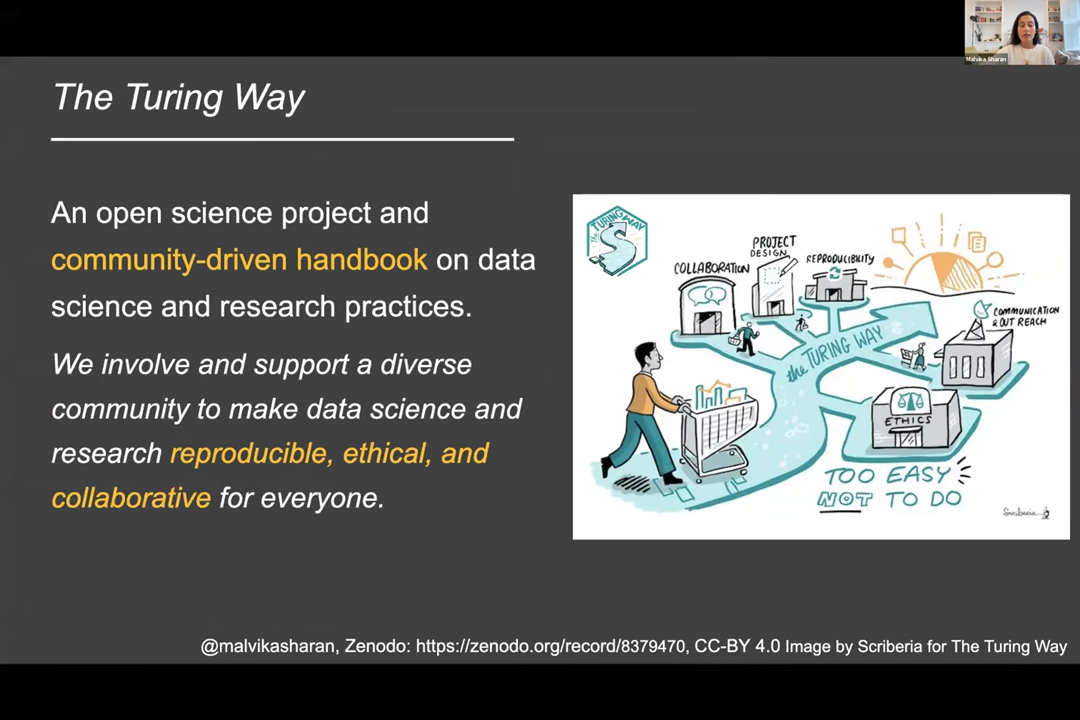 Malvika Sharan
The Turing Way
An open science project and
community-driven handbook on data
science and research practices.
We involve and support a diverse
community to make data science and
research reproducible, ethical, and
collaborative for everyone.
the TURING WAY
PROJECT
DESIGN
REPRODUCIBILITY
COLLABORATION
COMMUNICATION
& OUT REACH
the TURING WAY
ETHICS
TOO EASY
NOT TO DO
Scriberia
@malvikasharan, Zenodo: https://zenodo.org/record/8379470, CC-BY 4.0 Image by Scriberia for The Turing Way